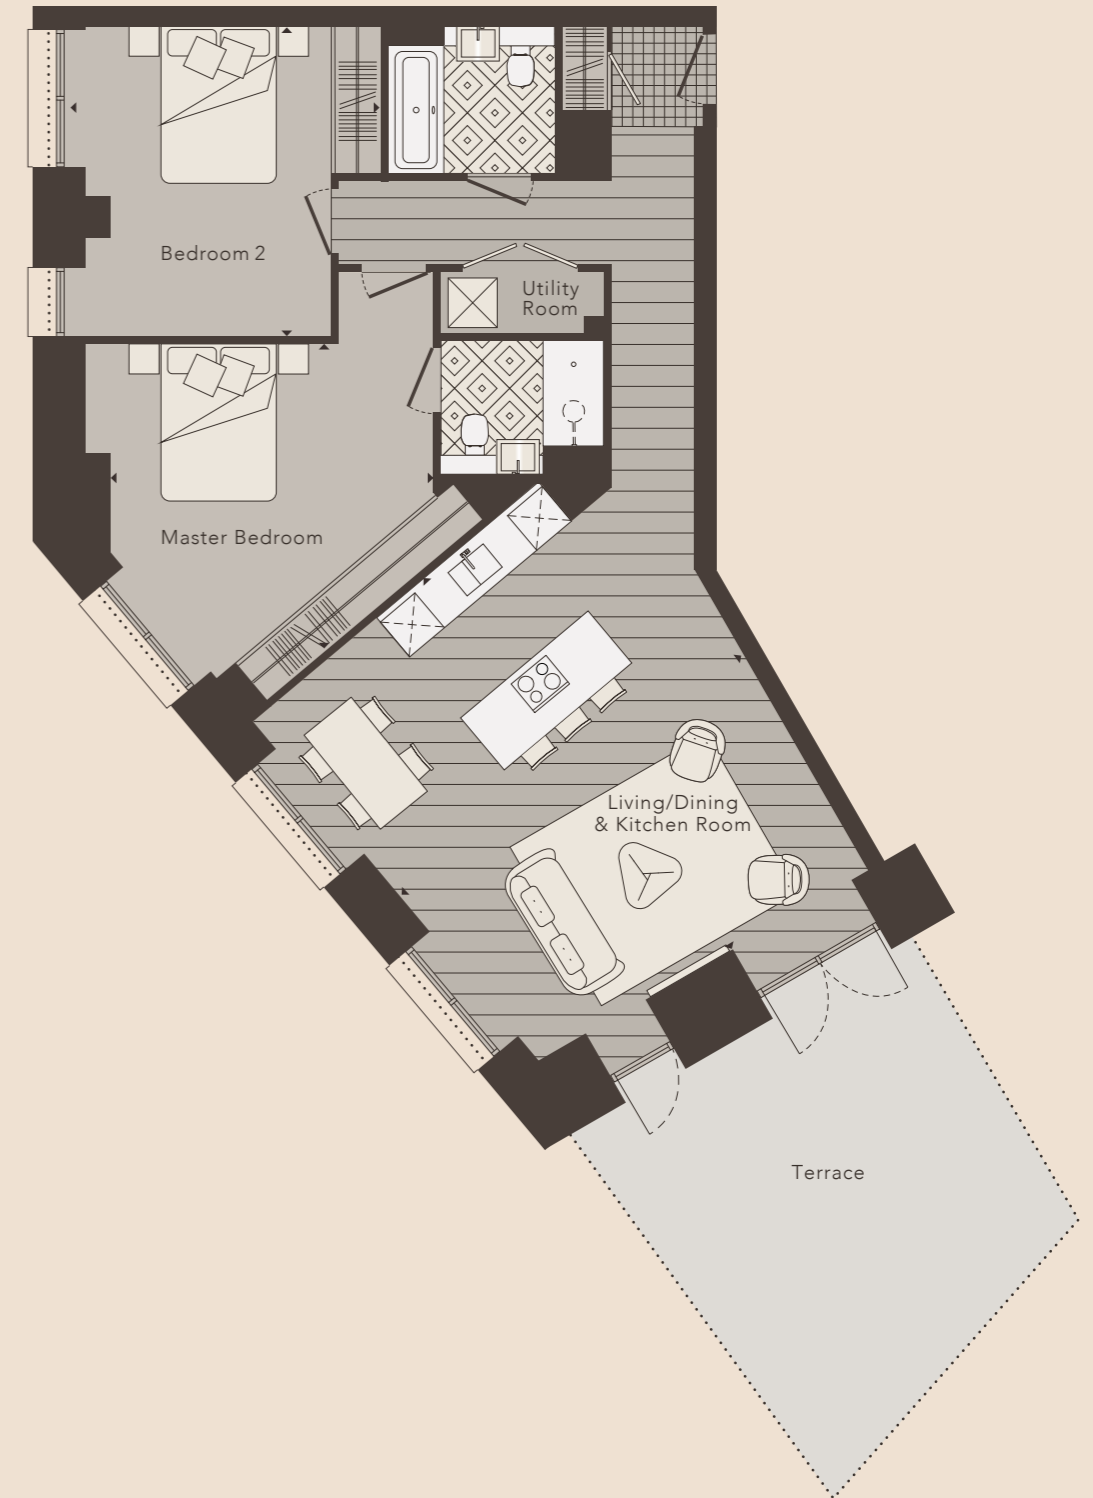 Bedroom 2
Utility
Room
Master Bedroom
Living/Dining
& Kitchen Room
Terrace